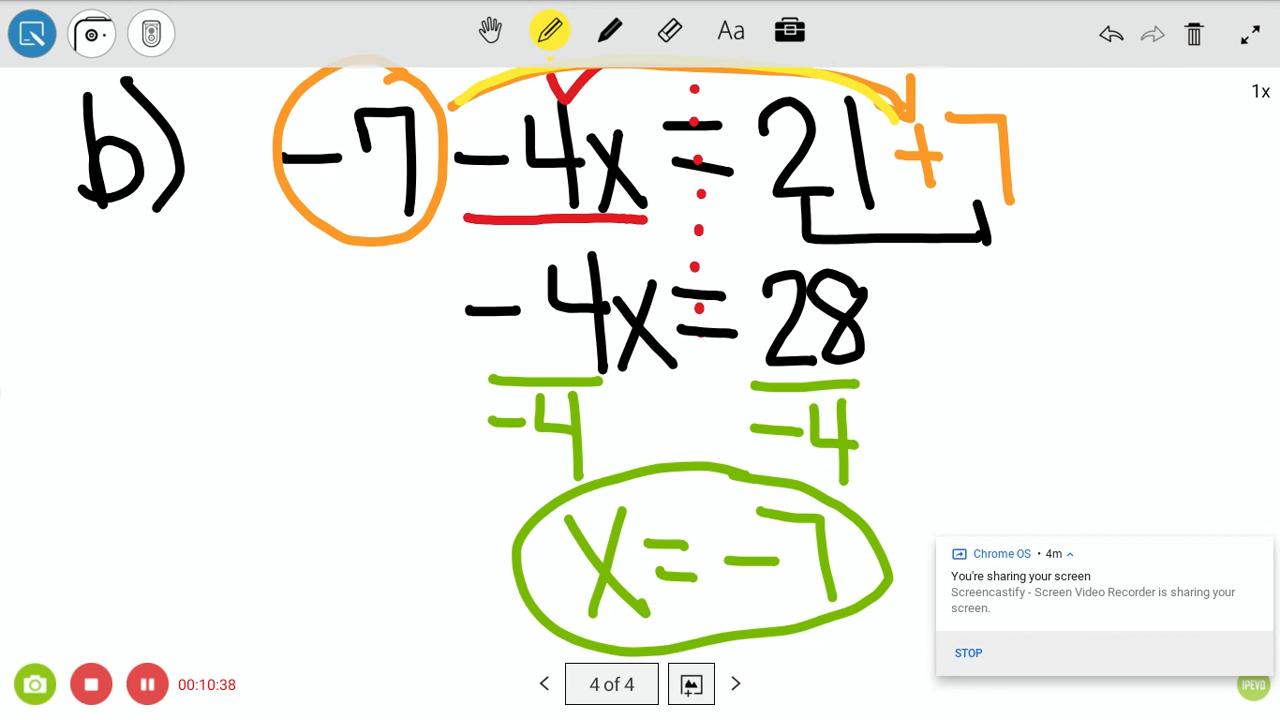 Aa
1x
b) -7 -4x = 21 + 7
-4x = 28
-4 -4
x = -7
Chrome OS • 4m
You're sharing your screen
Screencastify - Screen Video Recorder is sharing your
screen.
STOP
00:10:38
4 of 4
IPEVO